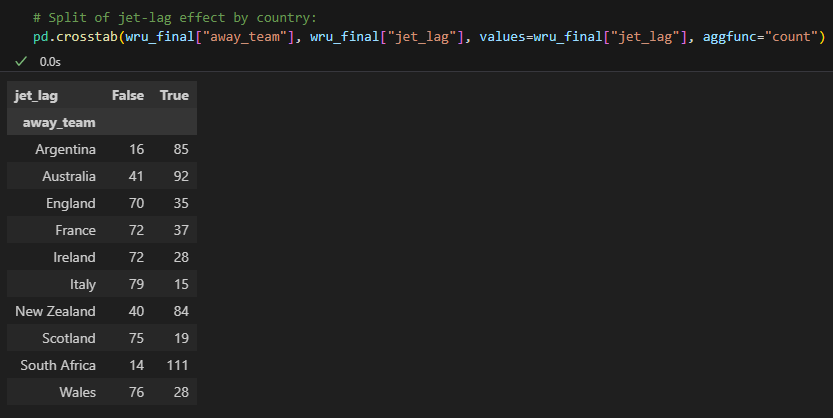 # Split of jet-lag effect by country:
pd.crosstab(wru_final["away_team"], wru_final["jet_lag"], values=wru_final["jet_lag"], aggfunc="count")
0.0s
jet_lag False True
away_team
Argentina 16 85
Australia 41 92
England 70 35
France 72 37
Ireland 72 28
Italy 79 15
New Zealand 40 84
Scotland 75 19
South Africa 14 111
Wales 76 28